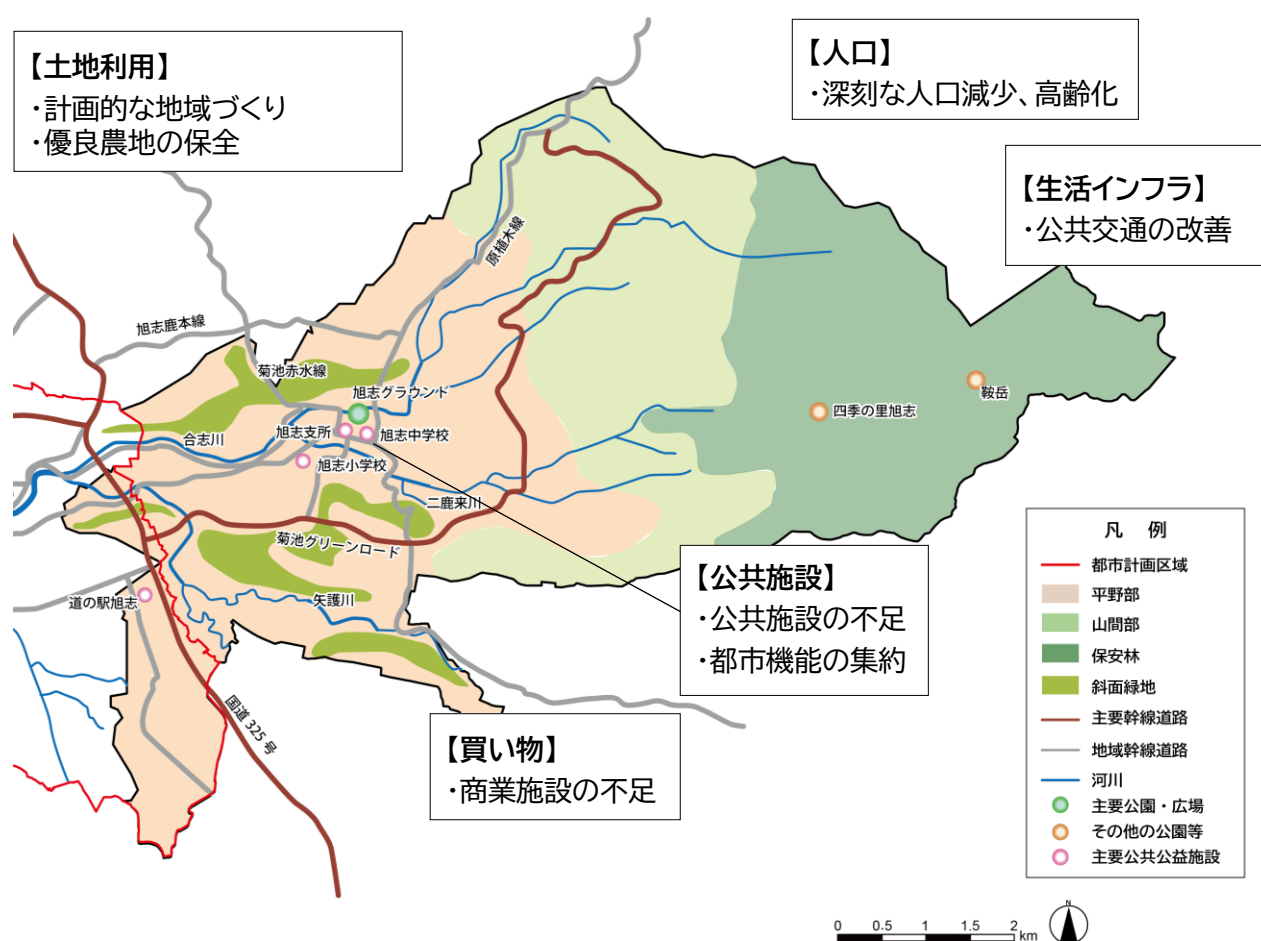 【土地利用】
・計画的な地域づくり
・優良農地の保全
【人口】
・深刻な人口減少、高齢化
【生活インフラ】
・公共交通の改善
原植木線
旭志鹿本線
菊池赤水線
旭志グラウンド
鞍岳
四季の里旭志
合志川
旭志支所
旭志中学校
旭志小学校
二鹿来川
菊池グリーンロード
道の駅旭志
矢護川
国道325号
【公共施設】
・公共施設の不足
・都市機能の集約
【買い物】
・商業施設の不足
凡 例
都市計画区域
平野部
山間部
保安林
斜面緑地
主要幹線道路
地域幹線道路
河川
主要公園・広場
その他の公園等
主要公共公益施設
N
0 0.5 1 1.5 2 km